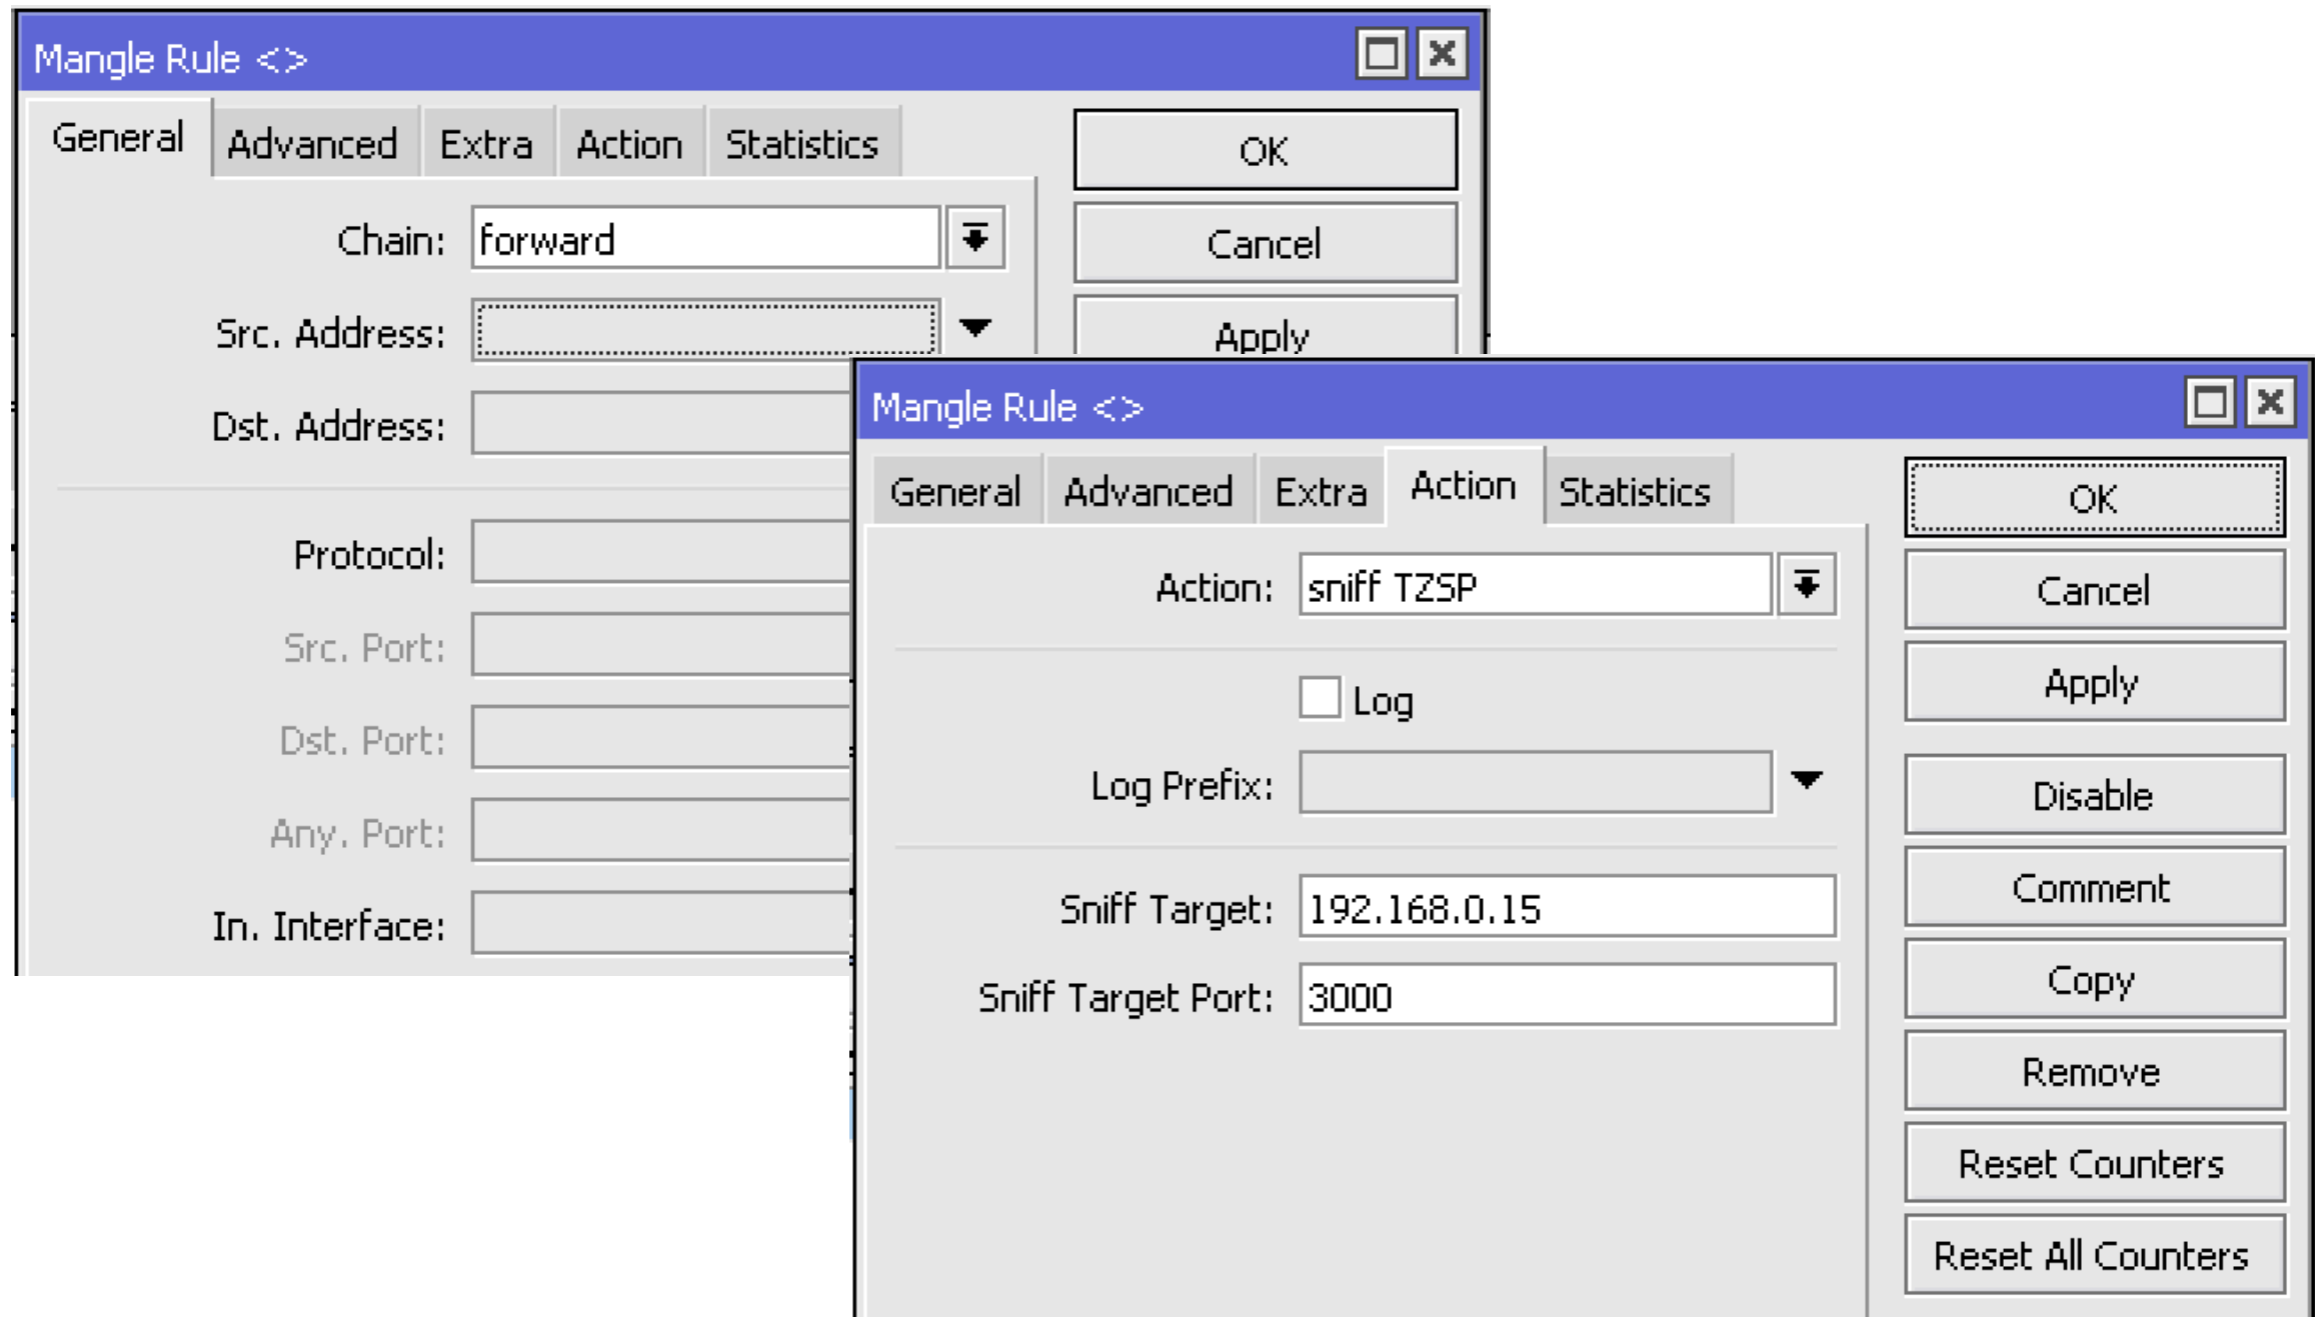 Mangle Rule <>
General Advanced Extra Action Statistics
OK
Chain: forward
Cancel
Src. Address:
Apply
Dst. Address:
Protocol:
Src. Port:
Dst. Port:
Any. Port:
In. Interface:
Mangle Rule <>
General Advanced Extra Action Statistics
OK
Action: sniff TZSP
Cancel
Apply
Log
Log Prefix:
Disable
Comment
Sniff Target: 192.168.0.15
Copy
Sniff Target Port: 3000
Remove
Reset Counters
Reset All Counters